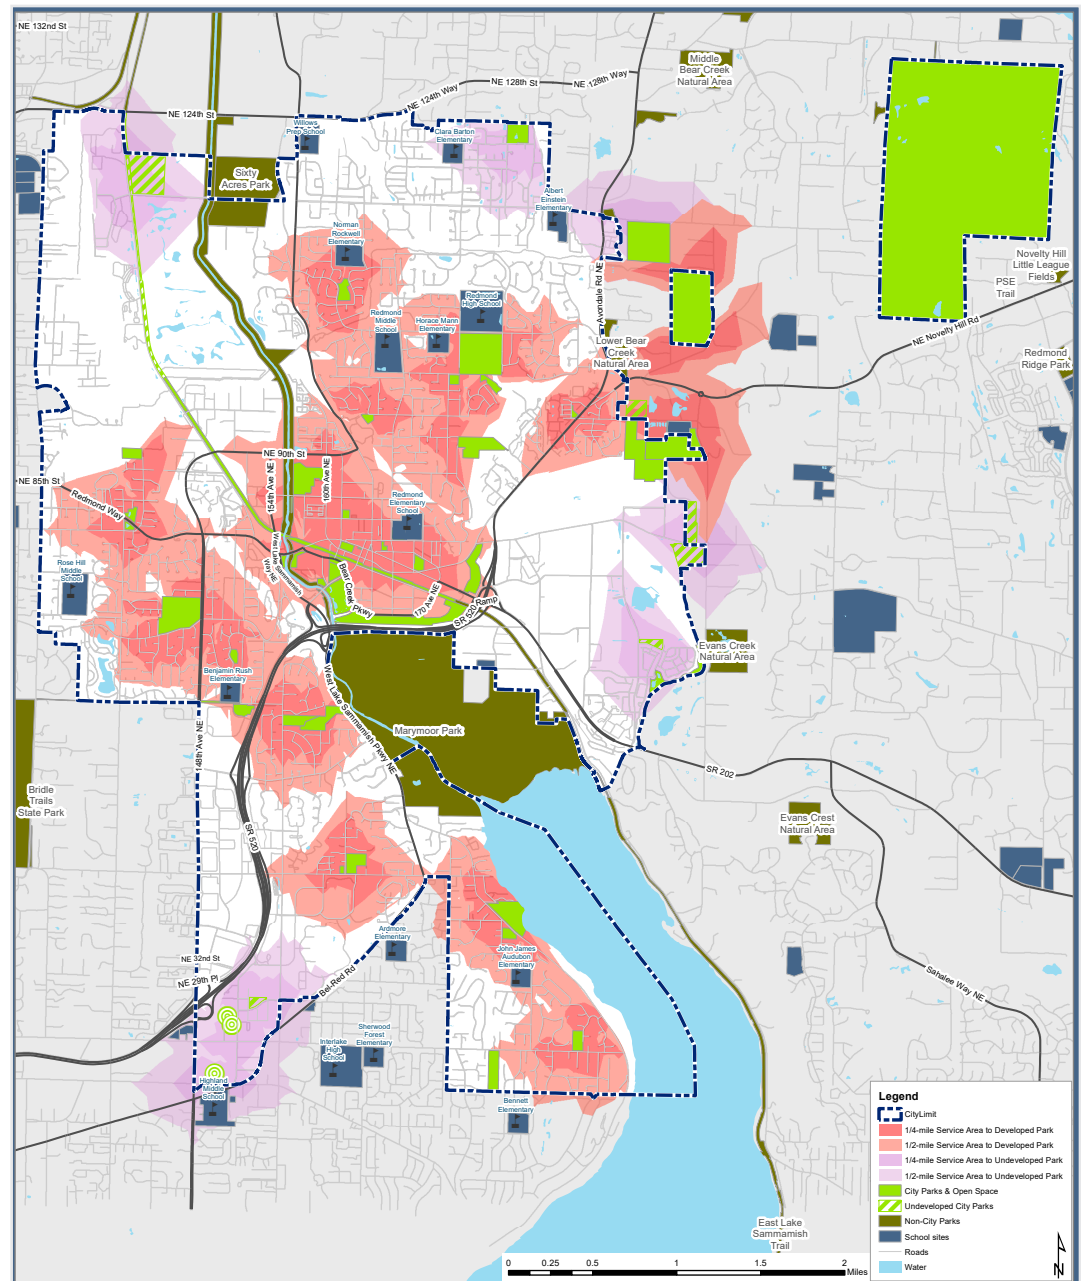 NE 132nd St
NE 128th St
NE 128th Way
NE 124th Way
NE 124th St
Middle
Bear Creek
Natural Area
Willows
Prep School
Clara Barton
Elementary
Sixty
Acres Park
Albert
Einstein
Elementary
Norman
Rockwell
Elementary
Avondale Rd NE
Novelty Hill
Little League
Fields
PSE
Trail
Redmond
High School
Redmond
Middle
School
Horace Mann
Elementary
Lower Bear
Creek
Natural Area
NE Novelty Hill Rd
Redmond
Ridge Park
NE 90th St
154th Ave NE
160th Ave NE
NE 85th St
Redmond Way
Redmond
Elementary
School
West Lake Sammamish
Way NE
Rose Hill
Middle
School
Bear Creek
Pkwy
170 Ave NE
SR 520
Ramp
Evans Creek
Natural Area
Benjamin Rush
Elementary
West Lake Sammamish Pkwy NE
Marymoor Park
148th Ave NE
SR 202
Bridle
Trails
State Park
SR 520
Evans Crest
Natural Area
Ardmore
Elementary
John James
Audubon
Elementary
NE 32nd St
NE 29th Pl
Bel-Red Rd
Sahalee Way NE
Interlake
High
School
Sherwood
Forest
Elementary
Highland
Middle
School
Bennett
Elementary
East Lake
Sammamish
Trail
Legend
CityLimit
1/4-mile Service Area to Developed Park
1/2-mile Service Area to Developed Park
1/4-mile Service Area to Undeveloped Park
1/2-mile Service Area to Undeveloped Park
City Parks & Open Space
Undeveloped City Parks
Non-City Parks
School sites
Roads
Water
N
0 0.25 0.5 1 1.5 2
Miles